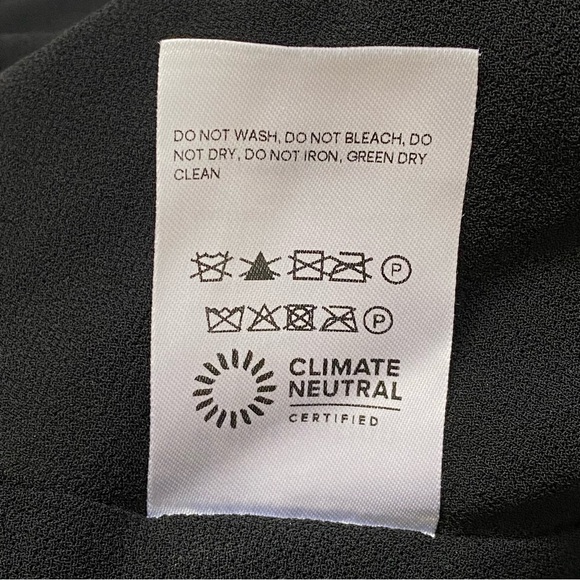 DO NOT WASH, DO NOT BLEACH, DO
NOT DRY, DO NOT IRON, GREEN DRY
CLEAN
P
P
CLIMATE
NEUTRAL
CERTIFIED